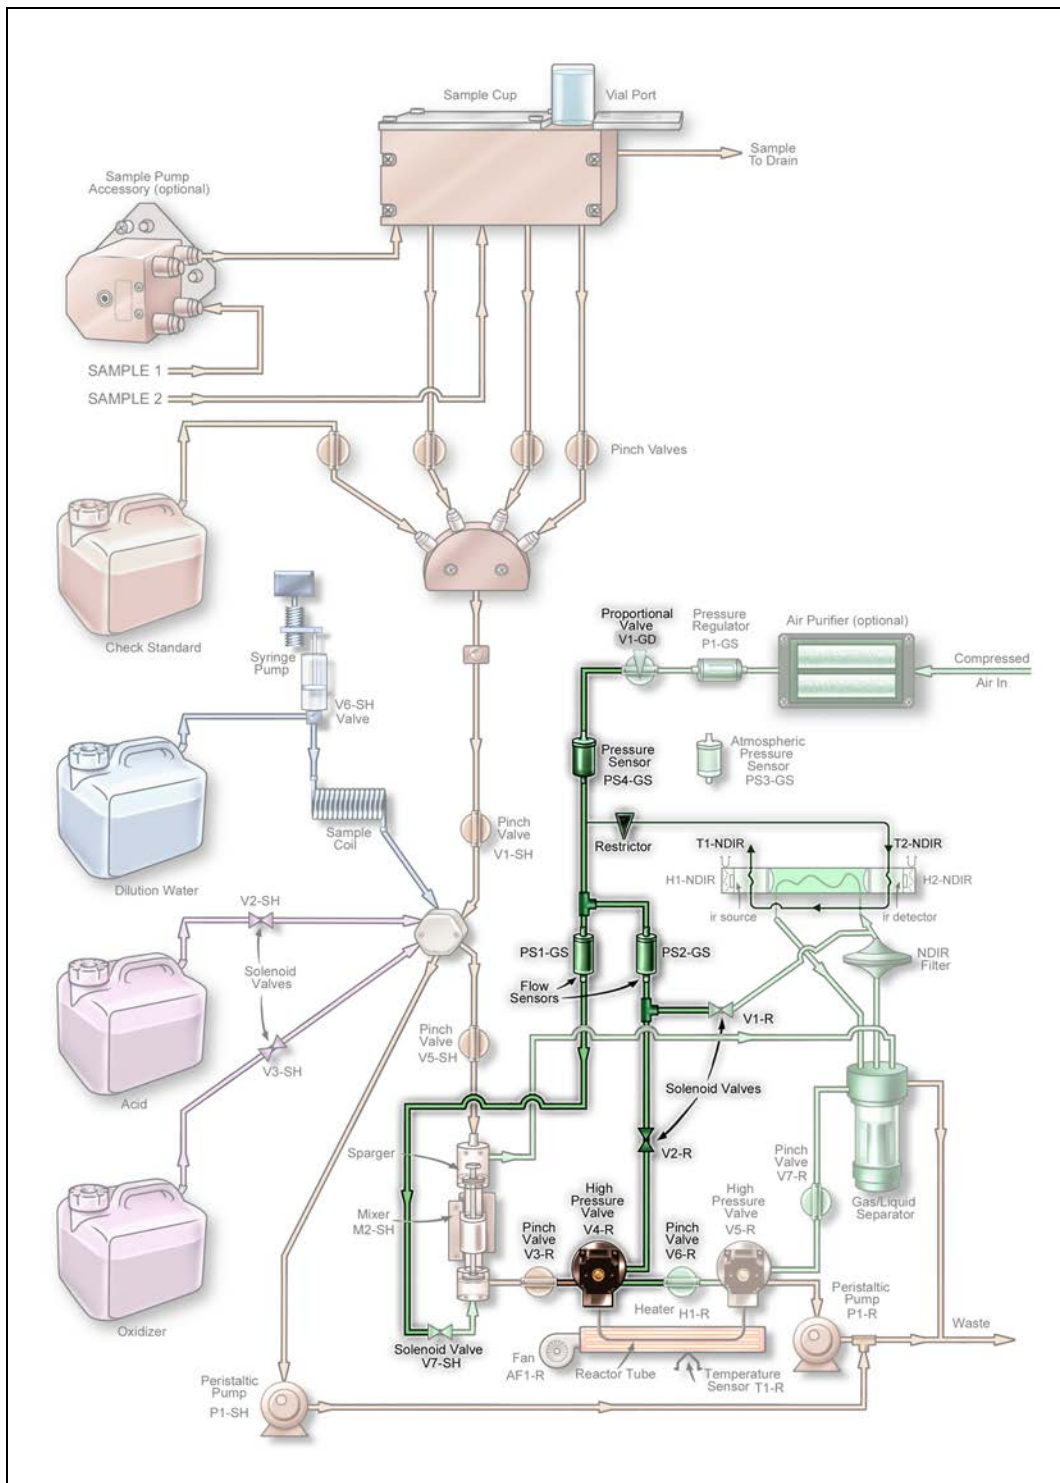 Sample Cup
Vial Port
Sample
To Drain
Sample Pump
Accessory (optional)
SAMPLE 1
SAMPLE 2
Pinch Valves
Check Standard
Syringe
Pump
V6-SH
Valve
Proportional
Valve
V1-GD
Pressure
Regulator
P1-GS
Air Purifier (optional)
Compressed
Air In
Pressure
Sensor
PS4-GS
Atmospheric
Pressure
Sensor
PS3-GS
Sample
Coil
Dilution Water
Pinch
Valve
V1-SH
Restrictor
T1-NDIR
T2-NDIR
H1-NDIR
H2-NDIR
ir source
ir detector
V2-SH
Solenoid
Valves
V3-SH
Acid
PS1-GS
PS2-GS
Flow
Sensors
NDIR
Filter
V1-R
Pinch
Valve
V5-SH
Solenoid Valves
V2-R
Sparger
Mixer
M2-SH
High
Pressure
Valve
V4-R
High
Pressure
Valve
V5-R
Pinch
Valve
V7-R
Gas/Liquid
Separator
Pinch
Valve
V3-R
Pinch
Valve
V6-R
Heater
H1-R
Peristaltic
Pump
P1-R
Waste
Oxidizer
Solenoid Valve
V7-SH
Fan
AF1-R
Reactor Tube
Temperature
Sensor T1-R
Peristaltic
Pump
P1-SH